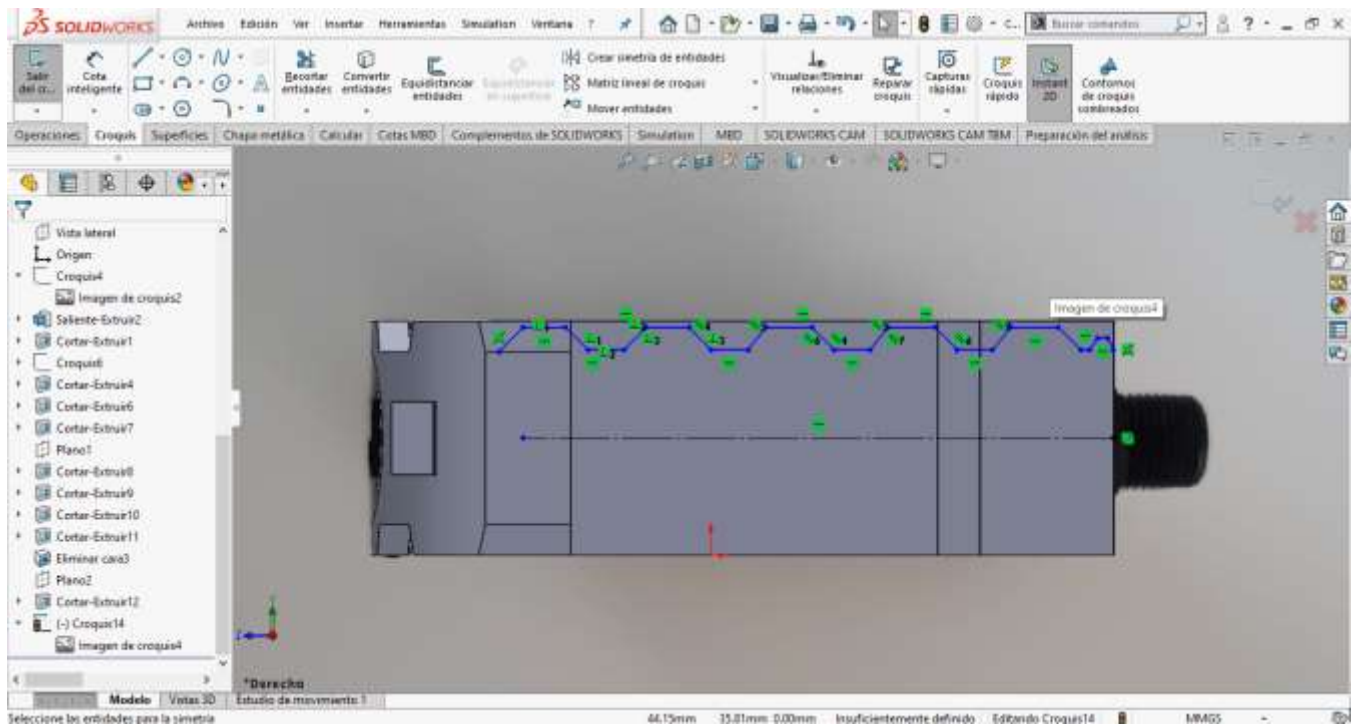 SOLIDWORKS Archivo Edición Ver Insertar Herramientas Simulation Ventana ? Buscar comandos
Salir del cr...
Cota inteligente
Recortar entidades
Convertir entidades
Equidistanciar entidades
Crear simetría de entidades
Matriz lineal de croquis
Mover entidades
Visualizar/Eliminar relaciones
Reparar croquis
Capturas rápidas
Croquis rápido
Instant 2D
Contornos de croquis sombreados
Operaciones Croquis Superficies Chapa metálica Calcular Cotas MBD Complementos de SOLIDWORKS Simulation MBD SOLIDWORKS CAM SOLIDWORKS CAM TBM Preparación del análisis
Vista lateral
Origen
Croquis4
Imagen de croquis2
Saliente-Extruir2
Cortar-Extruir1
Croquis6
Cortar-Extruir4
Cortar-Extruir6
Cortar-Extruir7
Plano1
Cortar-Extruir8
Cortar-Extruir9
Cortar-Extruir10
Cortar-Extruir11
Eliminar cara3
Plano2
Cortar-Extruir12
(-) Croquis14
Imagen de croquis4
Imagen de croquis4
*Derecha
Modelo Vistas 3D Estudio de movimiento 1
Seleccione las entidades para la simetría 44.15mm 35.81mm 0.00mm Insuficientemente definido Editando Croquis14 MMGS